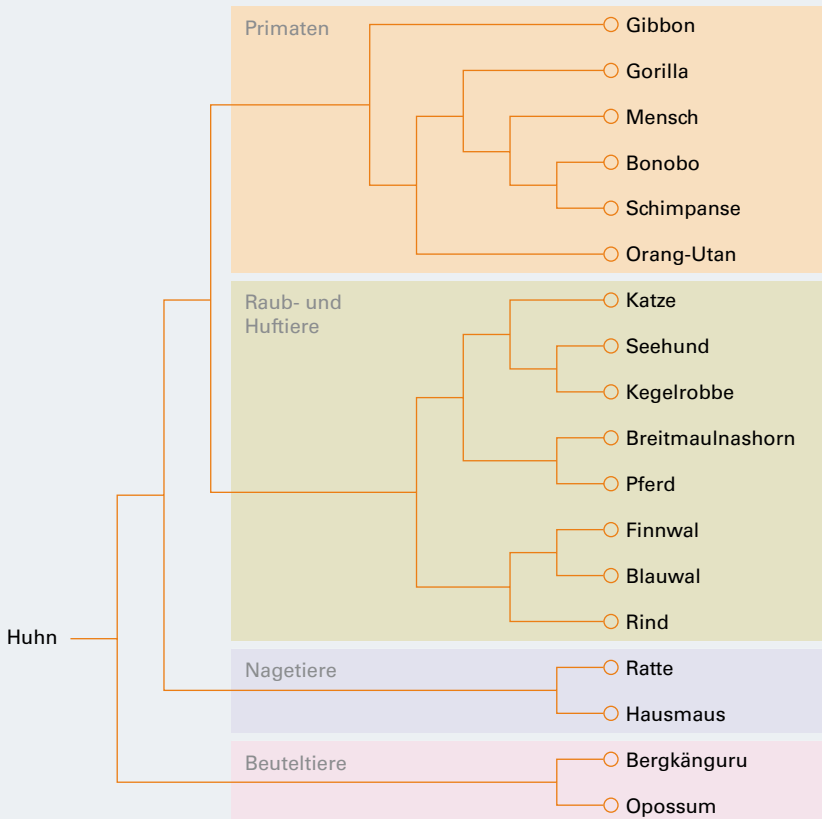 Primaten
Gibbon
Gorilla
Mensch
Bonobo
Schimpanse
Orang-Utan
Raub- und
Huftiere
Katze
Seehund
Kegelrobbe
Breitmaulnashorn
Pferd
Finnwal
Blauwal
Rind
Huhn
Nagetiere
Ratte
Hausmaus
Beuteltiere
Bergkänguru
Opossum